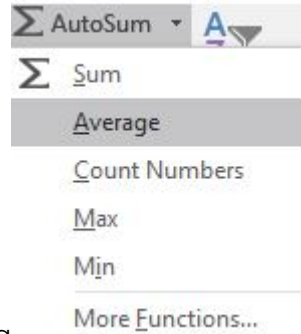 ∑ AutoSum
∑ Sum
Average
Count Numbers
Max
Min
More Functions...